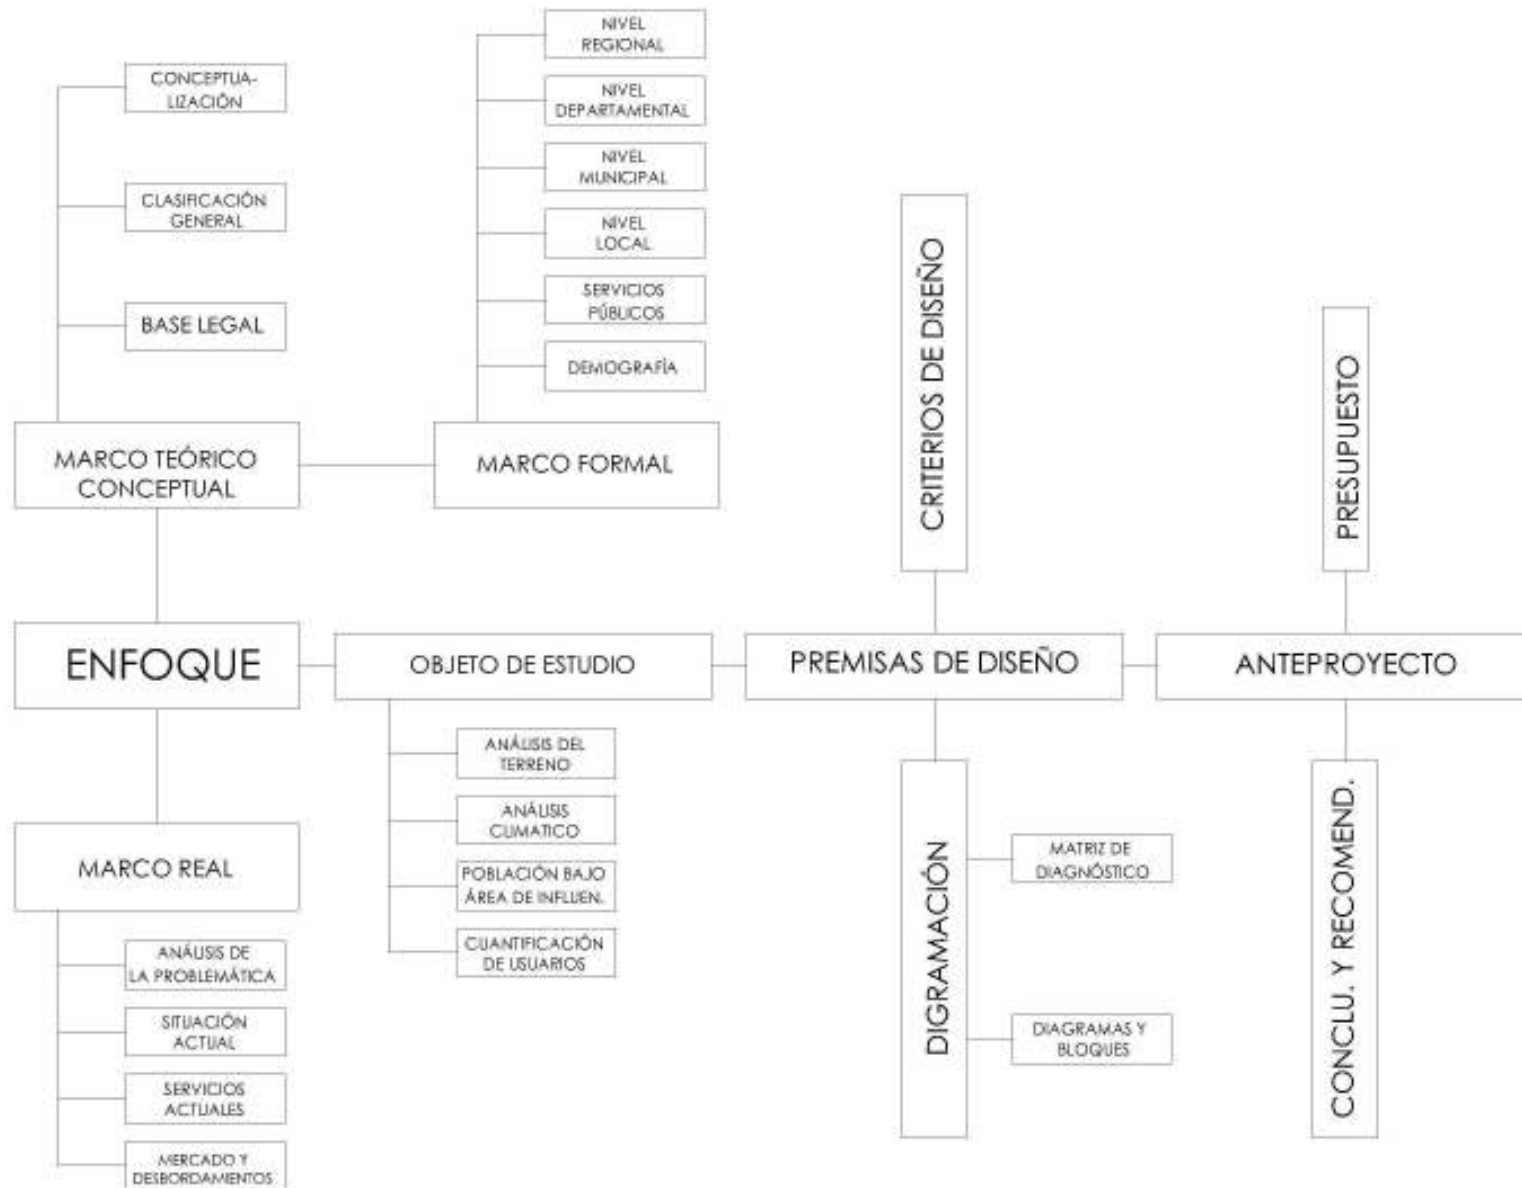 NIVEL
REGIONAL
CONCEPTUA-
LIZACIÓN
NIVEL
DEPARTAMENTAL
NIVEL
MUNICIPAL
CLASIFICACIÓN
GENERAL
NIVEL
LOCAL
SERVICIOS
PÚBLICOS
BASE LEGAL
DEMOGRAFÍA
MARCO TEÓRICO
CONCEPTUAL
MARCO FORMAL
CRITERIOS DE DISEÑO
PRESUPUESTO
ENFOQUE
OBJETO DE ESTUDIO
PREMISAS DE DISEÑO
ANTEPROYECTO
ANÁLISIS DEL
TERRENO
ANÁLISIS
CLIMATICO
POBLACIÓN BAJO
ÁREA DE INFLUEN.
CUANTIFICACIÓN
DE USUARIOS
MARCO REAL
ANÁLISIS DE
LA PROBLEMÁTICA
SITUACIÓN
ACTUAL
SERVICIOS
ACTUALES
MERCADO Y
DESBORDAMIENTOS
DIGRAMACIÓN
MATRIZ DE
DIAGNÓSTICO
DIAGRAMAS Y
BLOQUES
CONCLU. Y RECOMEND.